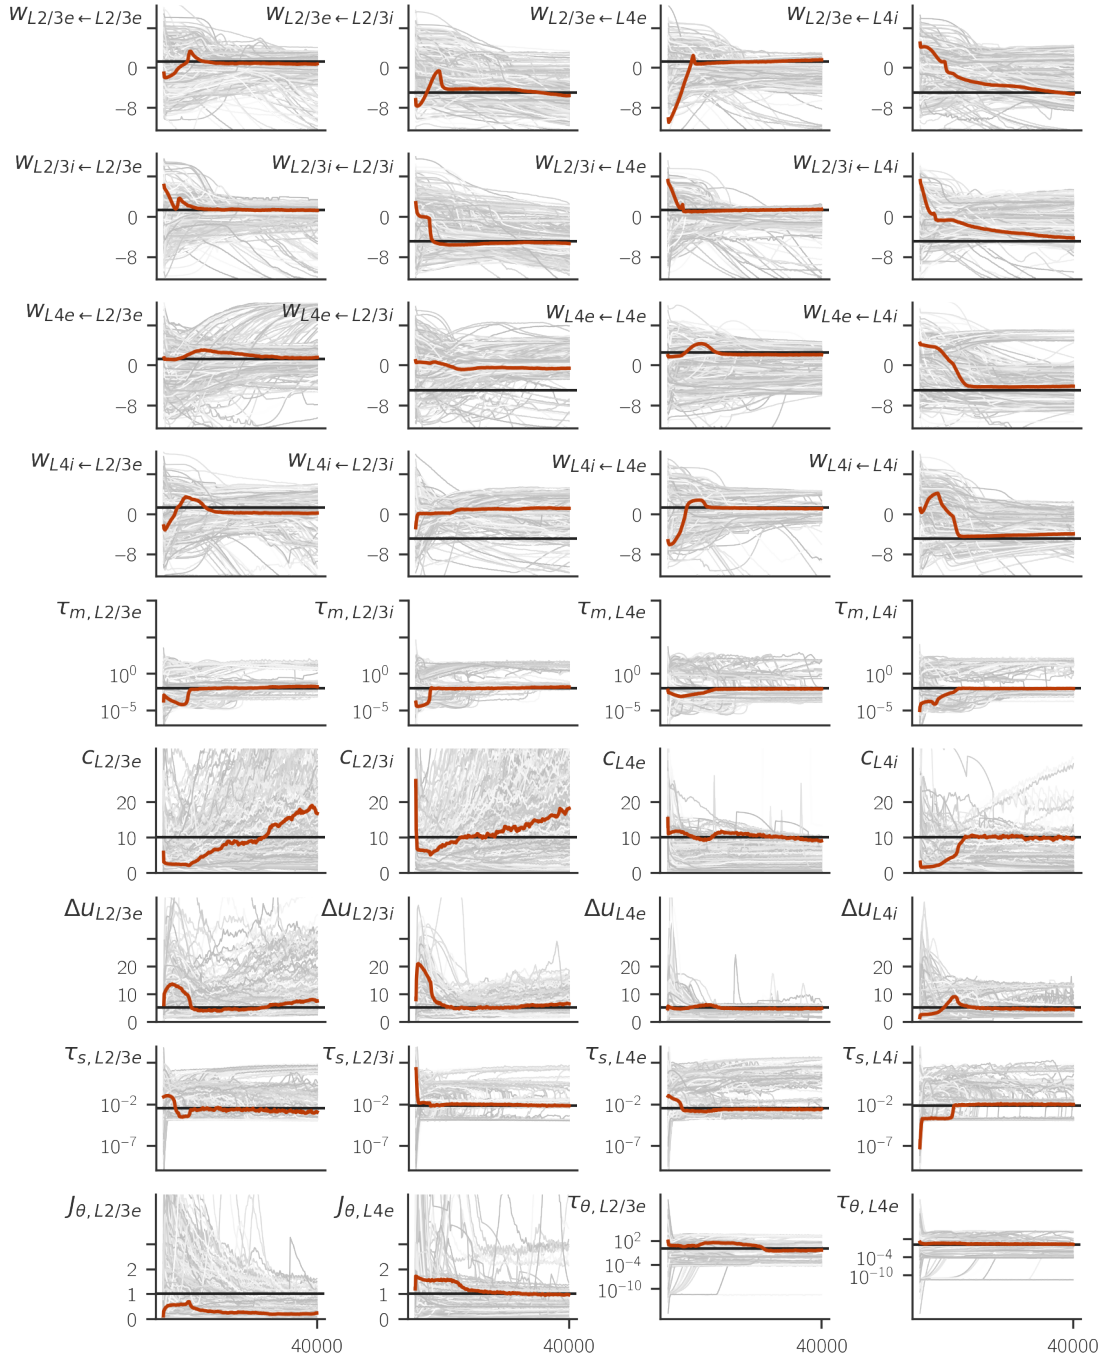 w_{L2/3e←L2/3e} w_{L2/3e←L2/3i} w_{L2/3e←L4e} w_{L2/3e←L4i}
0 0 0 0
−8 −8 −8 −8
w_{L2/3i←L2/3e} w_{L2/3i←L2/3i} w_{L2/3i←L4e} w_{L2/3i←L4i}
0 0 0 0
−8 −8 −8 −8
w_{L4e←L2/3e} w_{L4e←L2/3i} w_{L4e←L4e} w_{L4e←L4i}
0 0 0 0
−8 −8 −8 −8
w_{L4i←L2/3e} w_{L4i←L2/3i} w_{L4i←L4e} w_{L4i←L4i}
0 0 0 0
−8 −8 −8 −8
τ_{m, L2/3e} τ_{m, L2/3i} τ_{m, L4e} τ_{m, L4i}
10^0 10^0 10^0 10^0
10^{−5} 10^{−5} 10^{−5} 10^{−5}
c_{L2/3e} c_{L2/3i} c_{L4e} c_{L4i}
20 20 20 20
10 10 10 10
0 0 0 0
Δu_{L2/3e} Δu_{L2/3i} Δu_{L4e} Δu_{L4i}
20 20 20 20
10 10 10 10
0 0 0 0
τ_{s, L2/3e} τ_{s, L2/3i} τ_{s, L4e} τ_{s, L4i}
10^{−2} 10^{−2} 10^{−2} 10^{−2}
10^{−7} 10^{−7} 10^{−7} 10^{−7}
J_{θ, L2/3e} J_{θ, L4e} τ_{θ, L2/3e} τ_{θ, L4e}
2 2 10^2
1 1 10^{−4} 10^{−4}
10^{−10} 10^{−10}
0 0
40000 40000 40000 40000